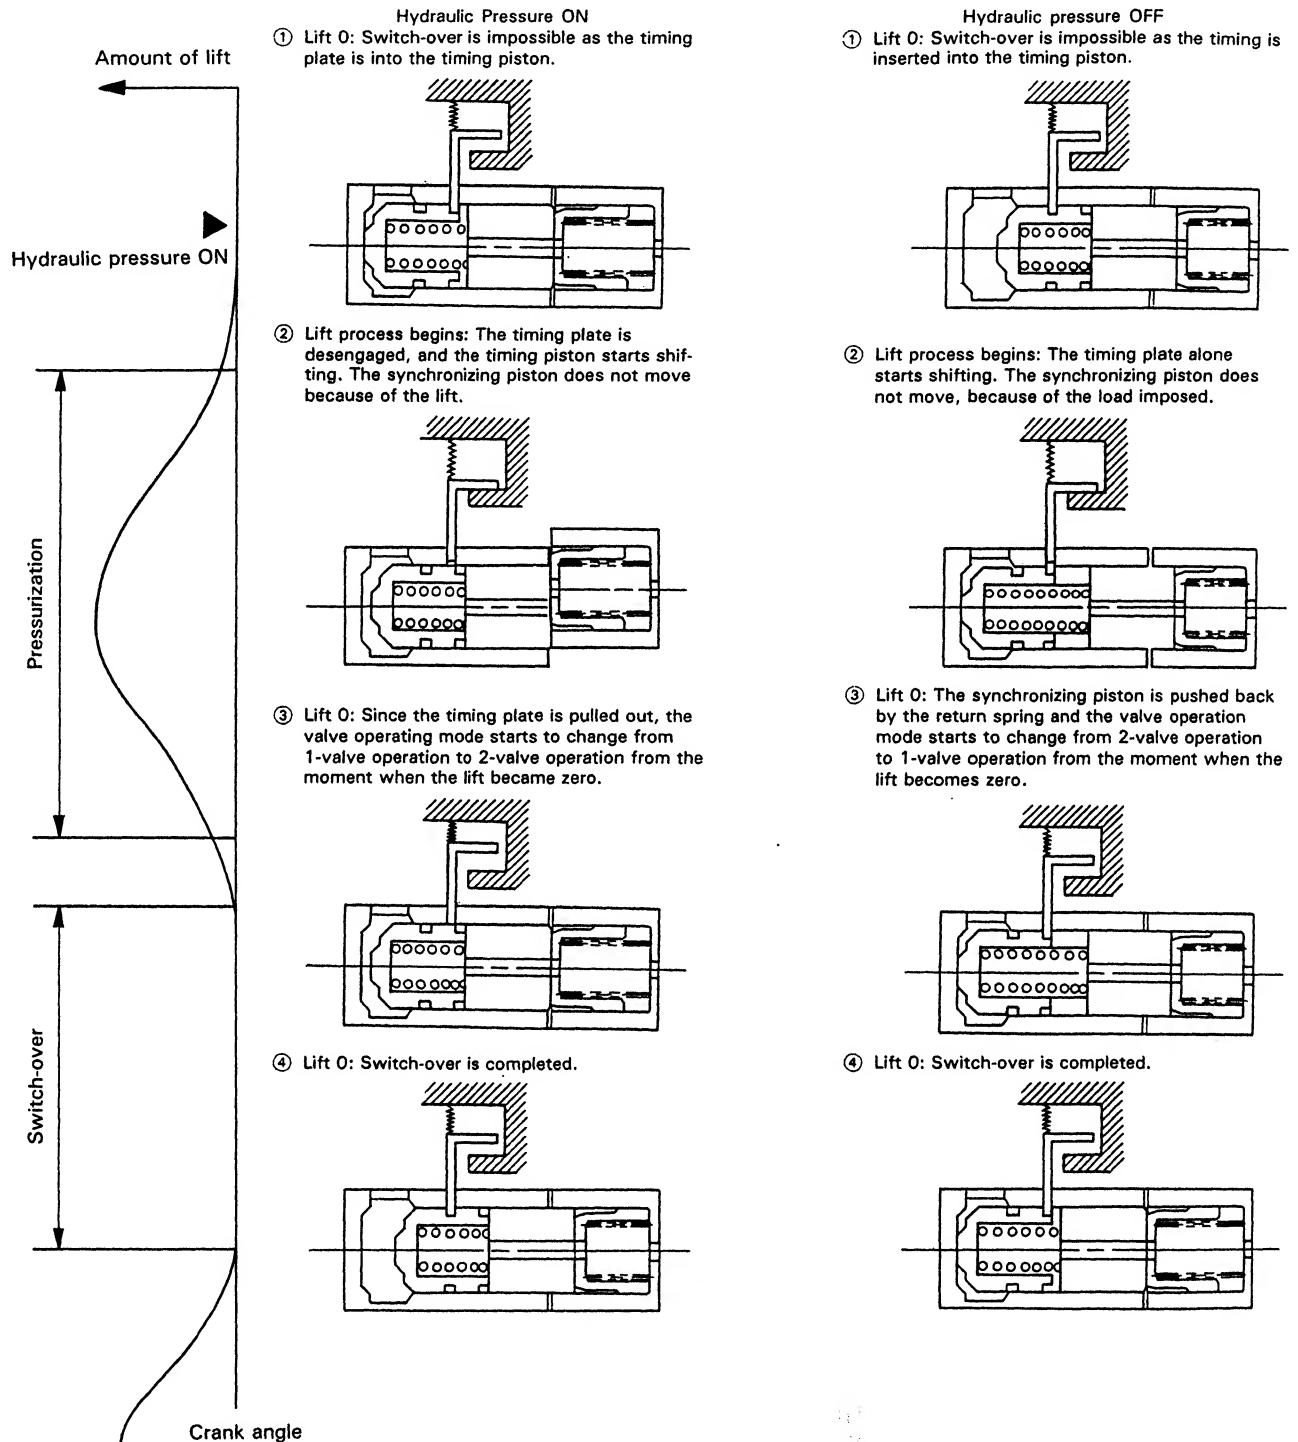 Amount of lift
Hydraulic pressure ON
Pressurization
Switch-over
Crank angle
Hydraulic Pressure ON
① Lift 0: Switch-over is impossible as the timing
plate is into the timing piston.
② Lift process begins: The timing plate is
desengaged, and the timing piston starts shif-
ting. The synchronizing piston does not move
because of the lift.
③ Lift 0: Since the timing plate is pulled out, the
valve operating mode starts to change from
1-valve operation to 2-valve operation from the
moment when the lift became zero.
④ Lift 0: Switch-over is completed.
Hydraulic pressure OFF
① Lift 0: Switch-over is impossible as the timing is
inserted into the timing piston.
② Lift process begins: The timing plate alone
starts shifting. The synchronizing piston does
not move, because of the load imposed.
③ Lift 0: The synchronizing piston is pushed back
by the return spring and the valve operation
mode starts to change from 2-valve operation
to 1-valve operation from the moment when the
lift becomes zero.
④ Lift 0: Switch-over is completed.